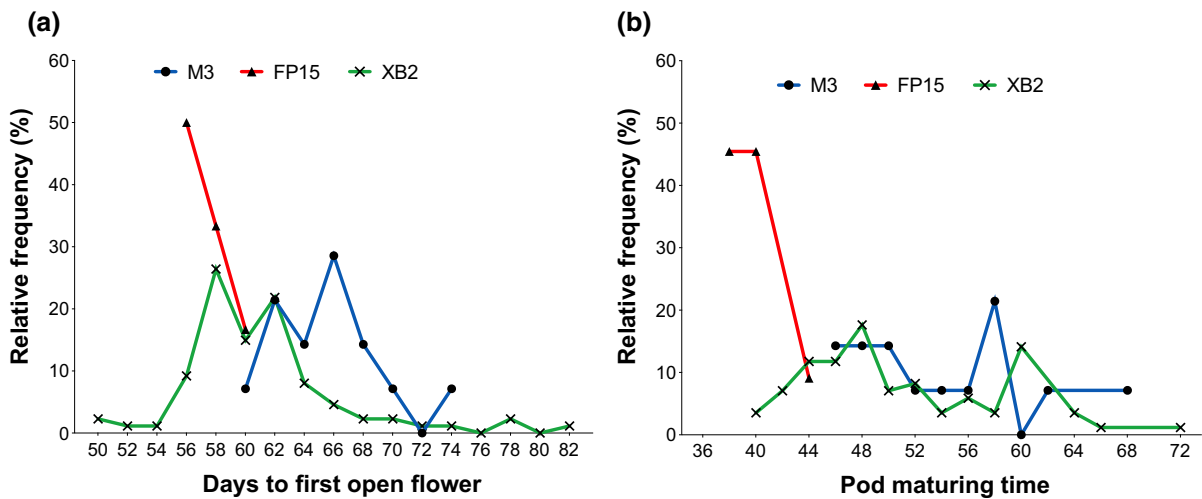 (a)
M3 FP15 XB2
Relative frequency (%)
60
50
40
30
20
10
0
50 52 54 56 58 60 62 64 66 68 70 72 74 76 78 80 82
Days to first open flower
(b)
M3 FP15 XB2
Relative frequency (%)
60
50
40
30
20
10
0
36 40 44 48 52 56 60 64 68 72
Pod maturing time